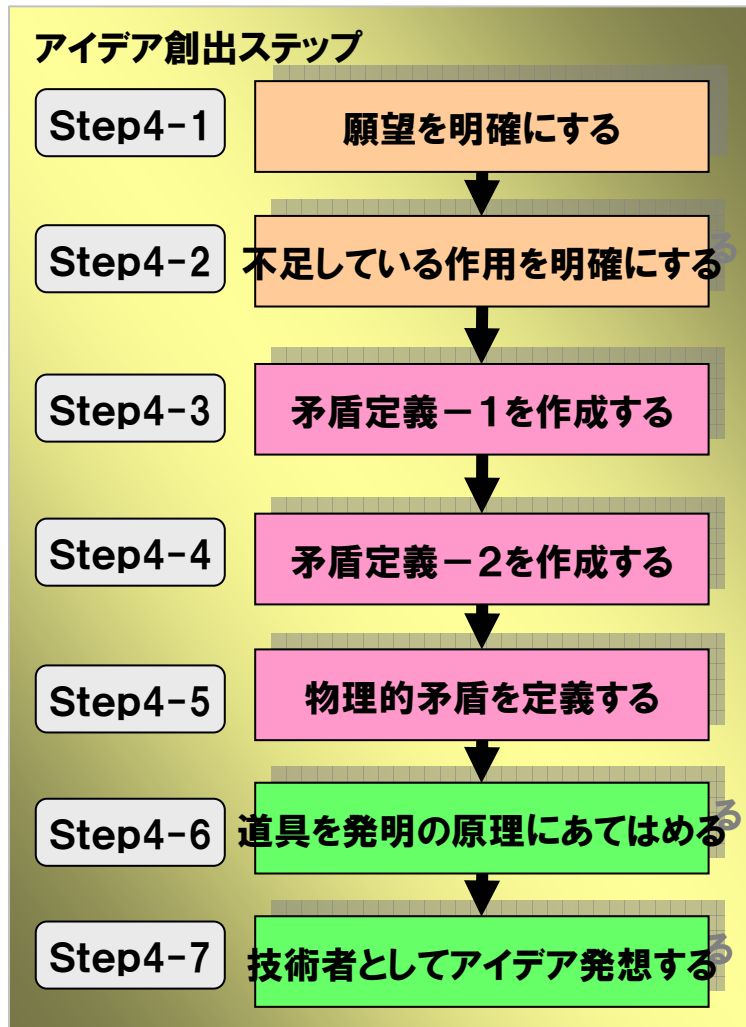 アイデア創出ステップ
Step4-1
願望を明確にする
Step4-2
不足している作用を明確にする
Step4-3
矛盾定義－1を作成する
Step4-4
矛盾定義－2を作成する
Step4-5
物理的矛盾を定義する
Step4-6
道具を発明の原理にあてはめる
Step4-7
技術者としてアイデア発想する